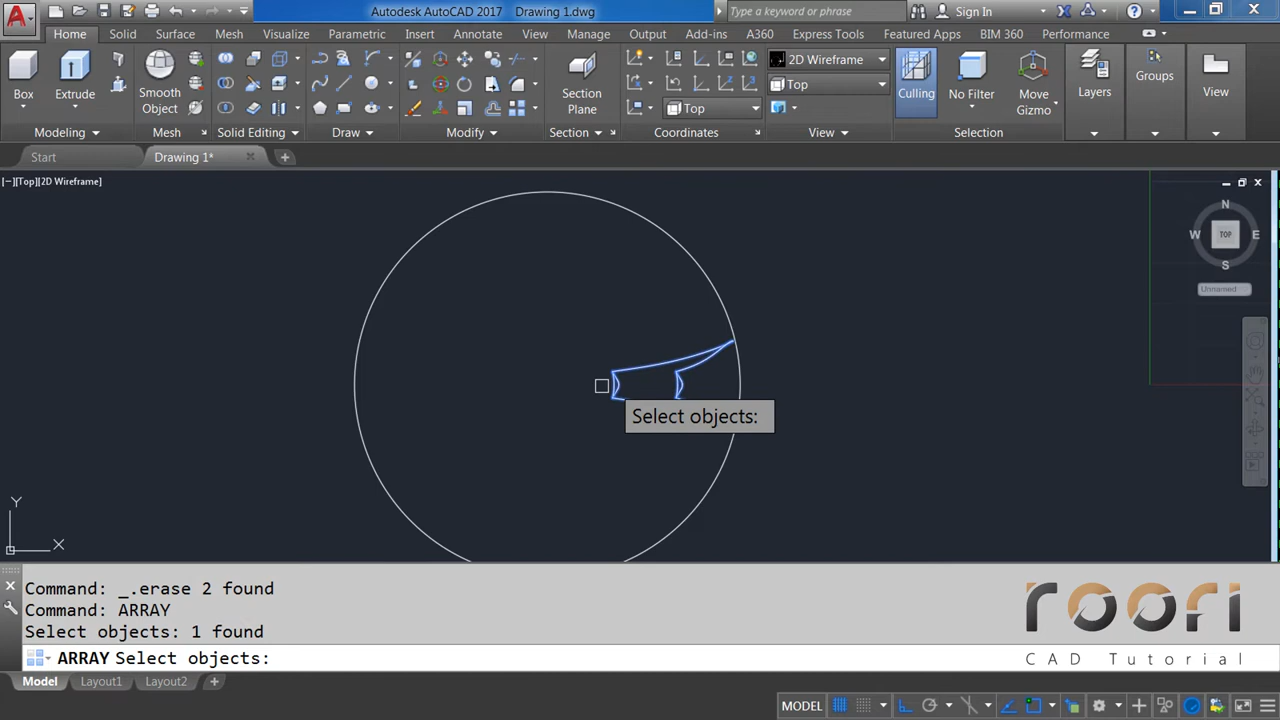 Autodesk AutoCAD 2017 Drawing 1.dwg
Type a keyword or phrase
Sign In
Home Solid Surface Mesh Visualize Parametric Insert Annotate View Manage Output Add-ins A360 Express Tools Featured Apps BIM 360 Performance
Box
Extrude
Smooth Object
Section Plane
2D Wireframe
Top
Top
Culling
No Filter
Move Gizmo
Layers
Groups
View
Modeling Mesh Solid Editing Draw Modify Section Coordinates View Selection
Start Drawing 1*
[−][Top][2D Wireframe]
N
W TOP E
S
Unnamed
Select objects:
Y
X
Command: _.erase 2 found
Command: ARRAY
Select objects: 1 found
ARRAY Select objects:
roori
CAD Tutorial
Model Layout1 Layout2
MODEL